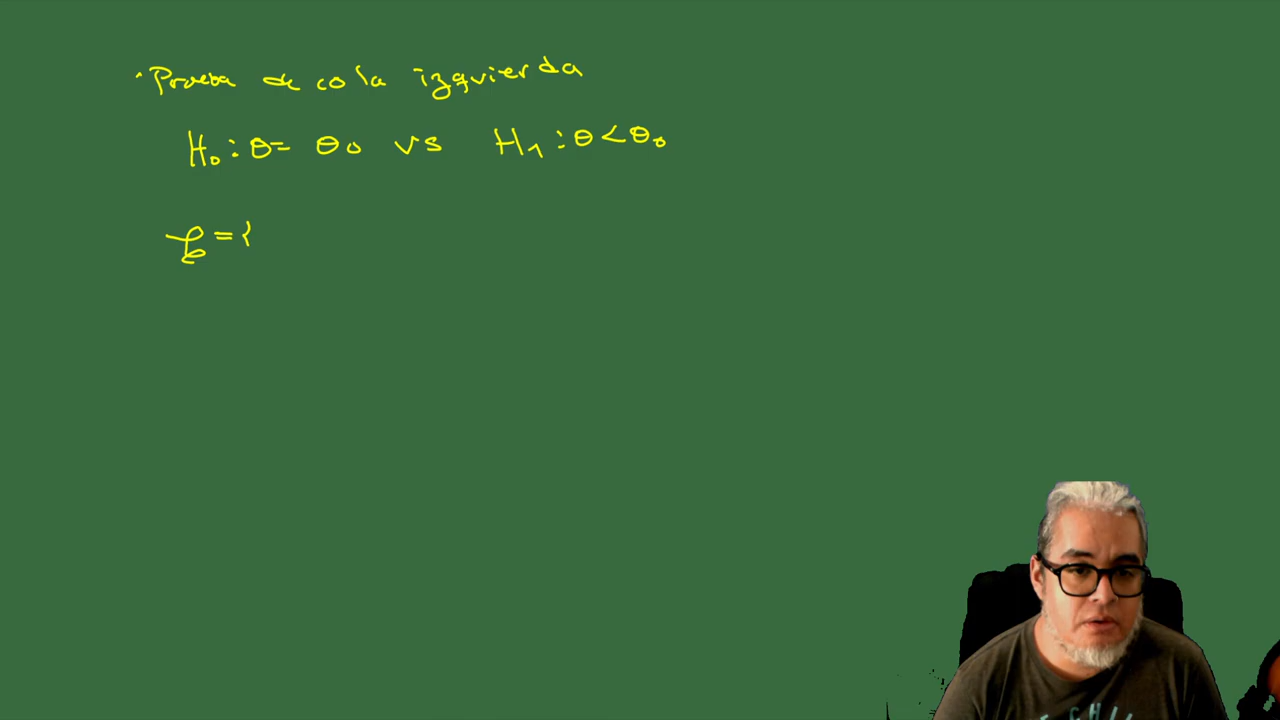 · Prueba de cola izquierda
H₀ : θ = θ₀ vs H₁ : θ < θ₀
𝒞 = {